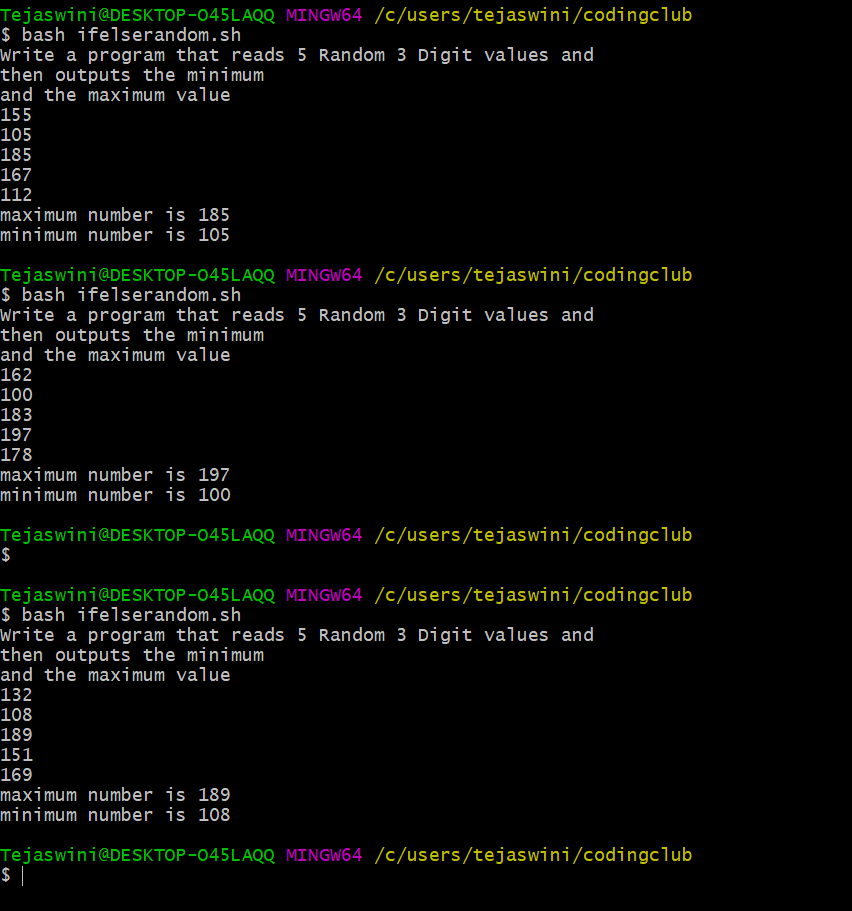 Tejaswini@DESKTOP-O45LAQQ MINGW64 /c/users/tejaswini/codingclub
$ bash ifelserandom.sh
Write a program that reads 5 Random 3 Digit values and
then outputs the minimum
and the maximum value
155
105
185
167
112
maximum number is 185
minimum number is 105
Tejaswini@DESKTOP-O45LAQQ MINGW64 /c/users/tejaswini/codingclub
$ bash ifelserandom.sh
Write a program that reads 5 Random 3 Digit values and
then outputs the minimum
and the maximum value
162
100
183
197
178
maximum number is 197
minimum number is 100
Tejaswini@DESKTOP-O45LAQQ MINGW64 /c/users/tejaswini/codingclub
$
Tejaswini@DESKTOP-O45LAQQ MINGW64 /c/users/tejaswini/codingclub
$ bash ifelserandom.sh
Write a program that reads 5 Random 3 Digit values and
then outputs the minimum
and the maximum value
132
108
189
151
169
maximum number is 189
minimum number is 108
Tejaswini@DESKTOP-O45LAQQ MINGW64 /c/users/tejaswini/codingclub
$